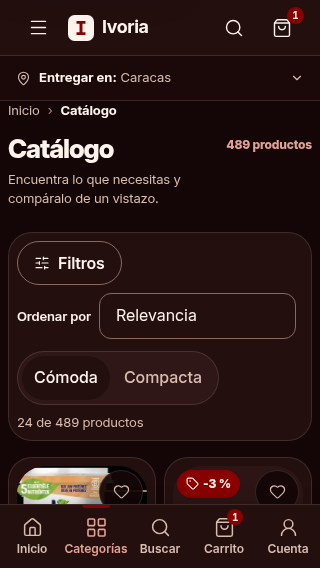 I Ivoria 1
Entregar en: Caracas
Inicio › Catálogo
Catálogo
489 productos
Encuentra lo que necesitas y
compáralo de un vistazo.
Filtros
Ordenar por Relevancia
Cómoda Compacta
24 de 489 productos
-3 %
Inicio Categorías Buscar Carrito 1 Cuenta